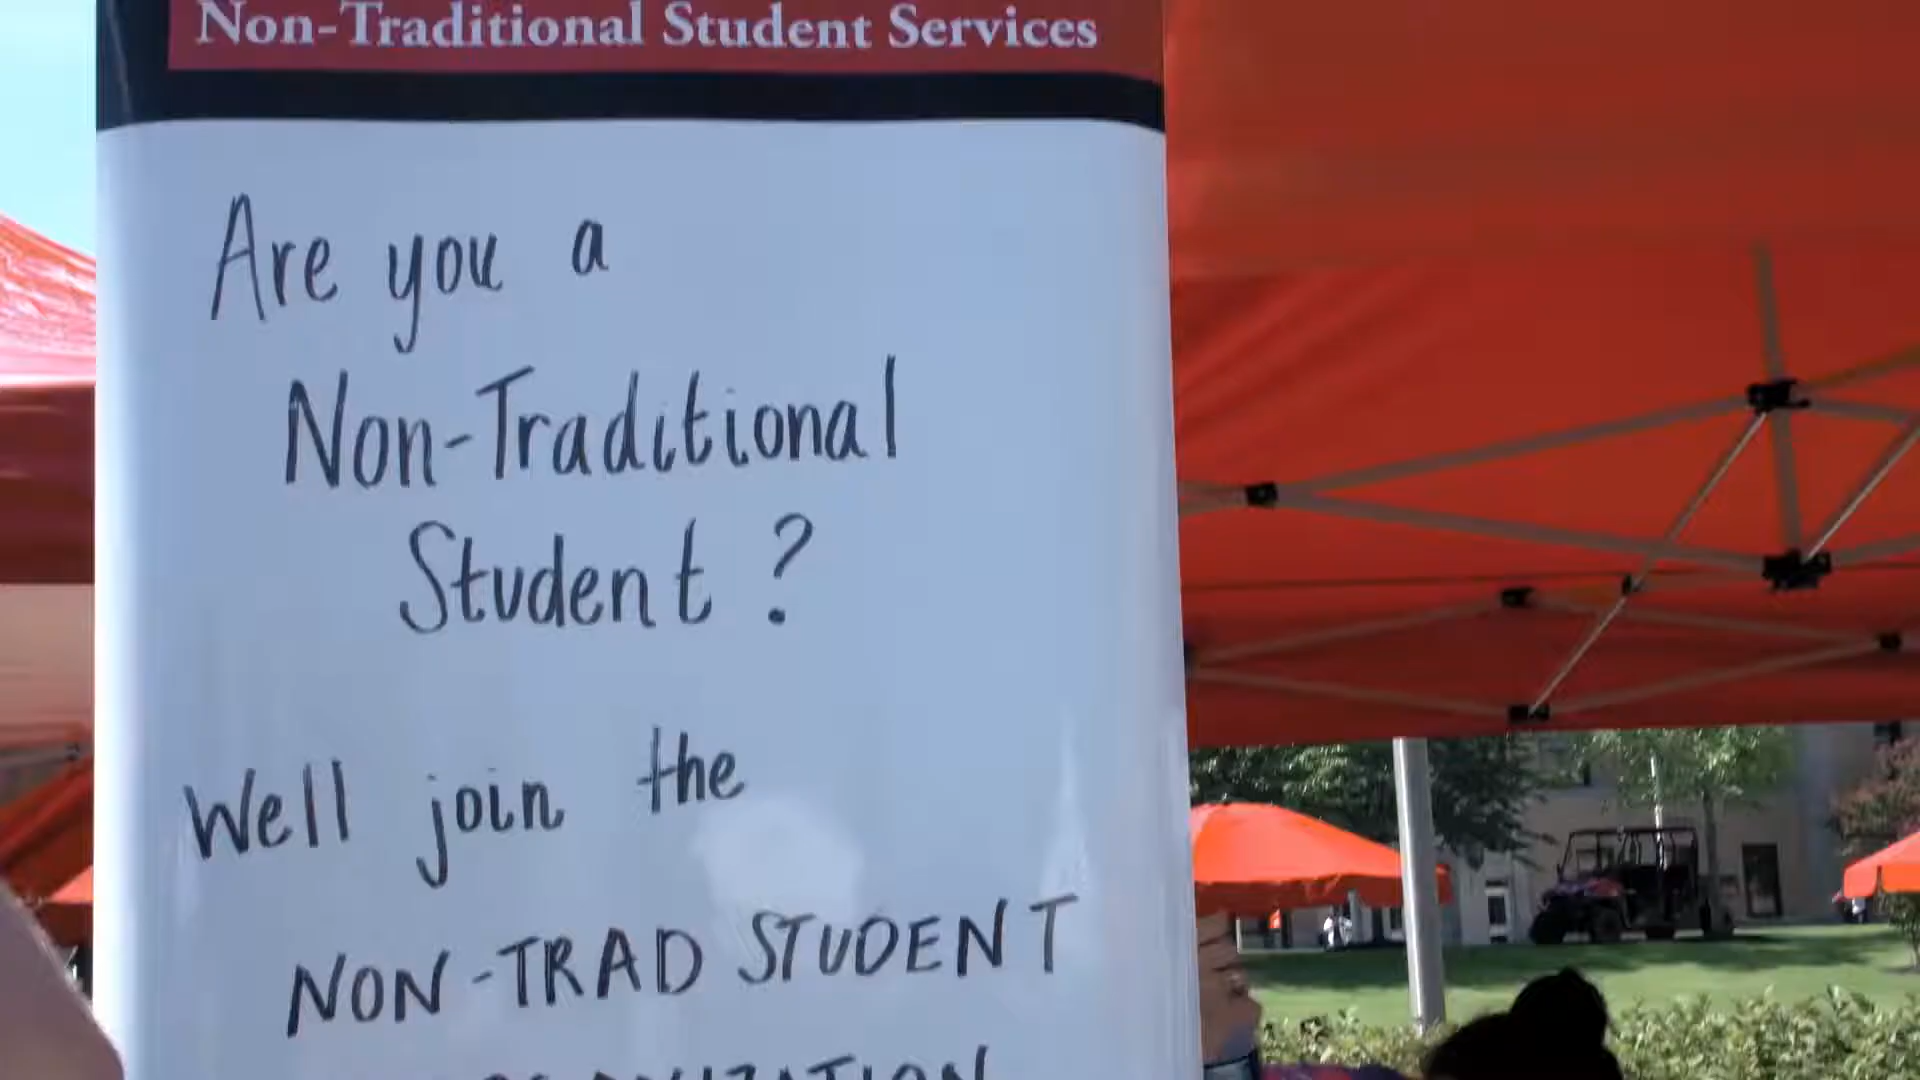 Non-Traditional Student Services
Are you a
Non-Traditional
Student?
Well join the
NON-TRAD STUDENT